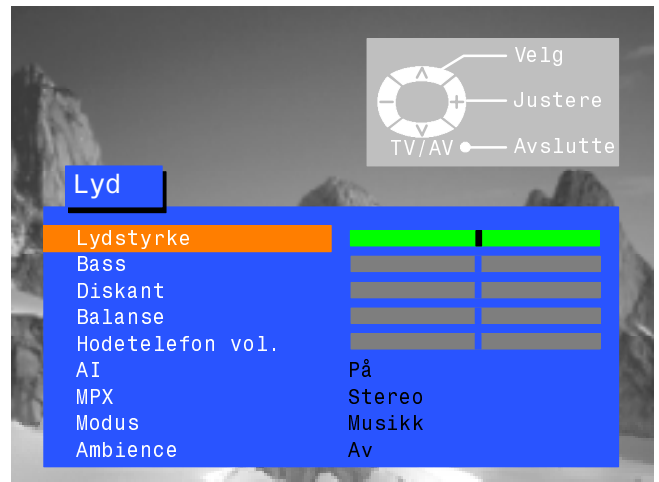 Velg
Justere
TV/AV Avslutte
Lyd
Lydstyrke
Bass
Diskant
Balanse
Hodetelefon vol.
AI På
MPX Stereo
Modus Musikk
Ambience Av